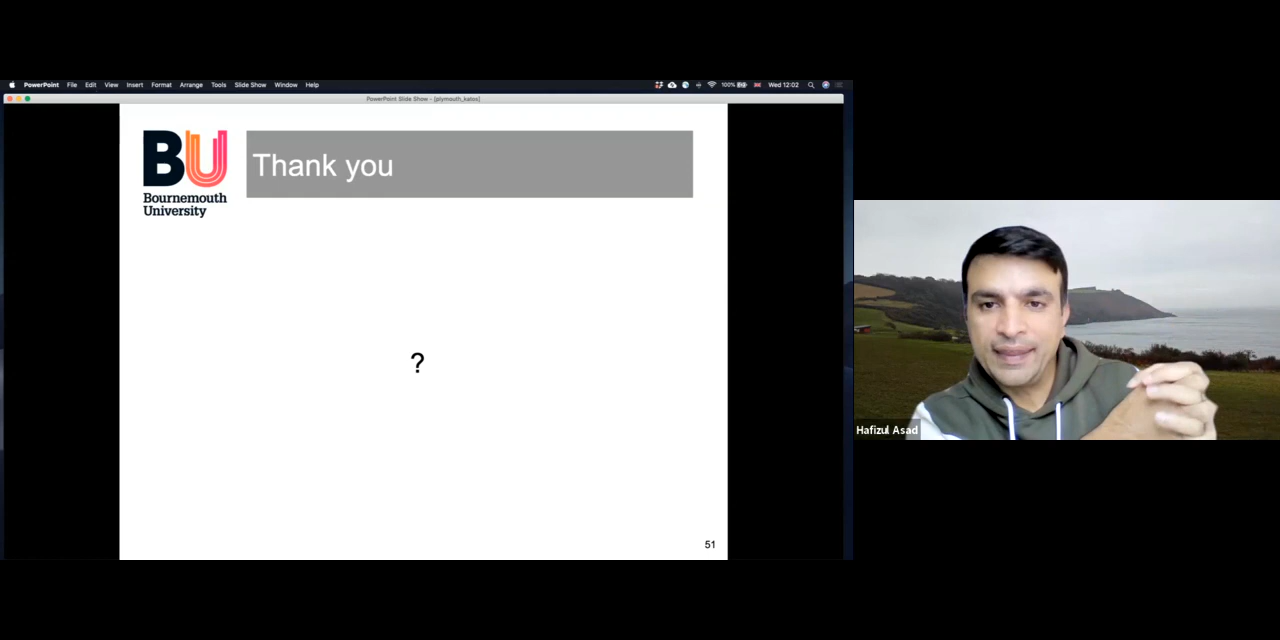 PowerPoint File Edit View Insert Format Arrange Tools Slide Show Window Help 100% Wed 12:02
PowerPoint Slide Show - [plymouth_katos]
BU
Bournemouth
University
Thank you
?
51
Hafizul Asad